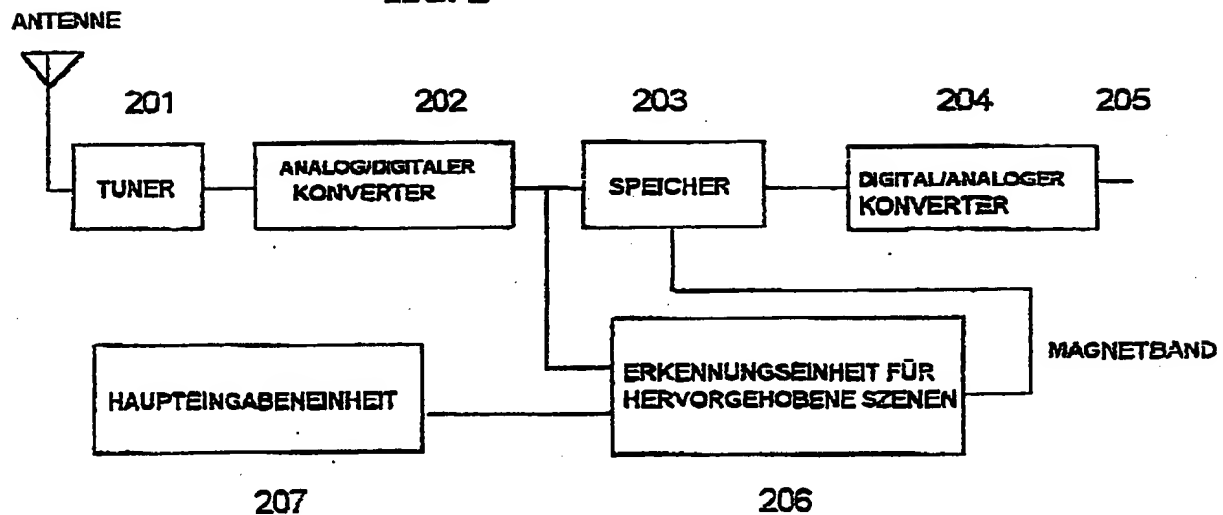 ANTENNE
201 202 203 204 205
TUNER
ANALOG/DIGITALER
KONVERTER
SPEICHER
DIGITAL/ANALOGER
KONVERTER
MAGNETBAND
HAUPTEINGABENEINHEIT
ERKENNUNGSEINHEIT FÜR
HERVORGEHOBENE SZENEN
207 206